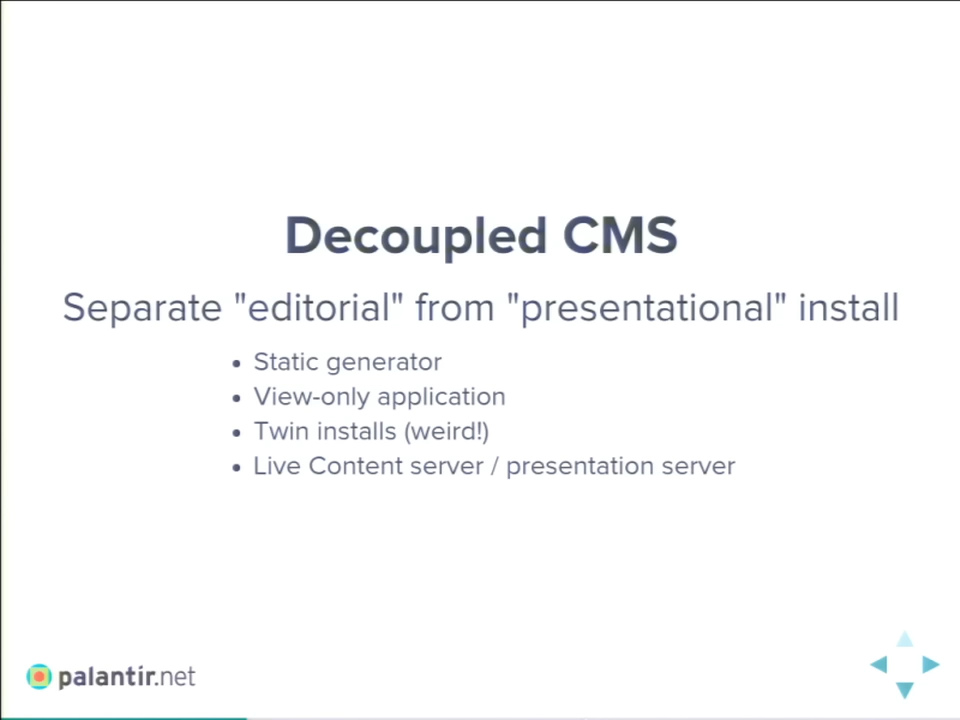 Decoupled CMS
Separate "editorial" from "presentational" install
• Static generator
• View-only application
• Twin installs (weird!)
• Live Content server / presentation server
palantir.net